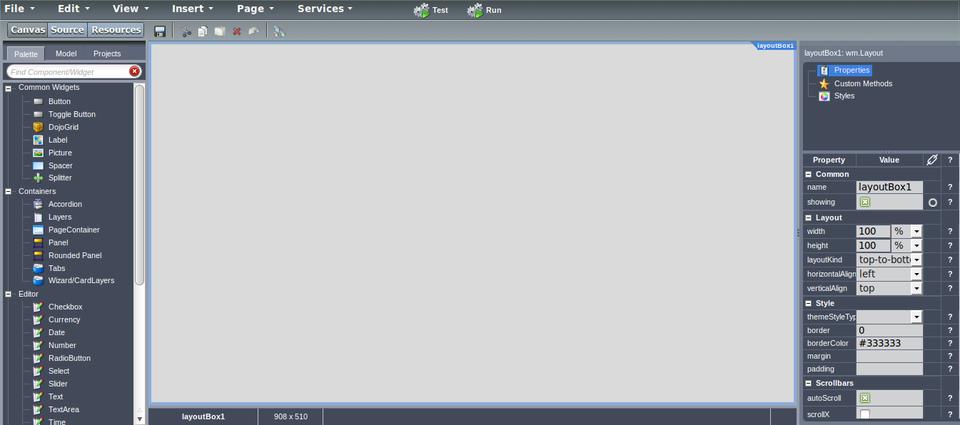 File Edit View Insert Page Services Test Run
Canvas Source Resources
Palette Model Projects
Find Component/Widget
Common Widgets
Button
Toggle Button
DojoGrid
Label
Picture
Spacer
Splitter
Containers
Accordion
Layers
PageContainer
Panel
Rounded Panel
Tabs
Wizard/CardLayers
Editor
Checkbox
Currency
Date
Number
RadioButton
Select
Slider
Text
TextArea
Time
layoutBox1
layoutBox1 908 x 510
layoutBox1: wm.Layout
Properties
Custom Methods
Styles
Property Value ?
Common
name layoutBox1 ?
showing ?
Layout
width 100 % ?
height 100 % ?
layoutKind top-to-bott ?
horizontalAlign left ?
verticalAlign top ?
Style
themeStyleTyp ?
border 0 ?
borderColor #333333 ?
margin ?
padding ?
Scrollbars
autoScroll ?
scrollX ?